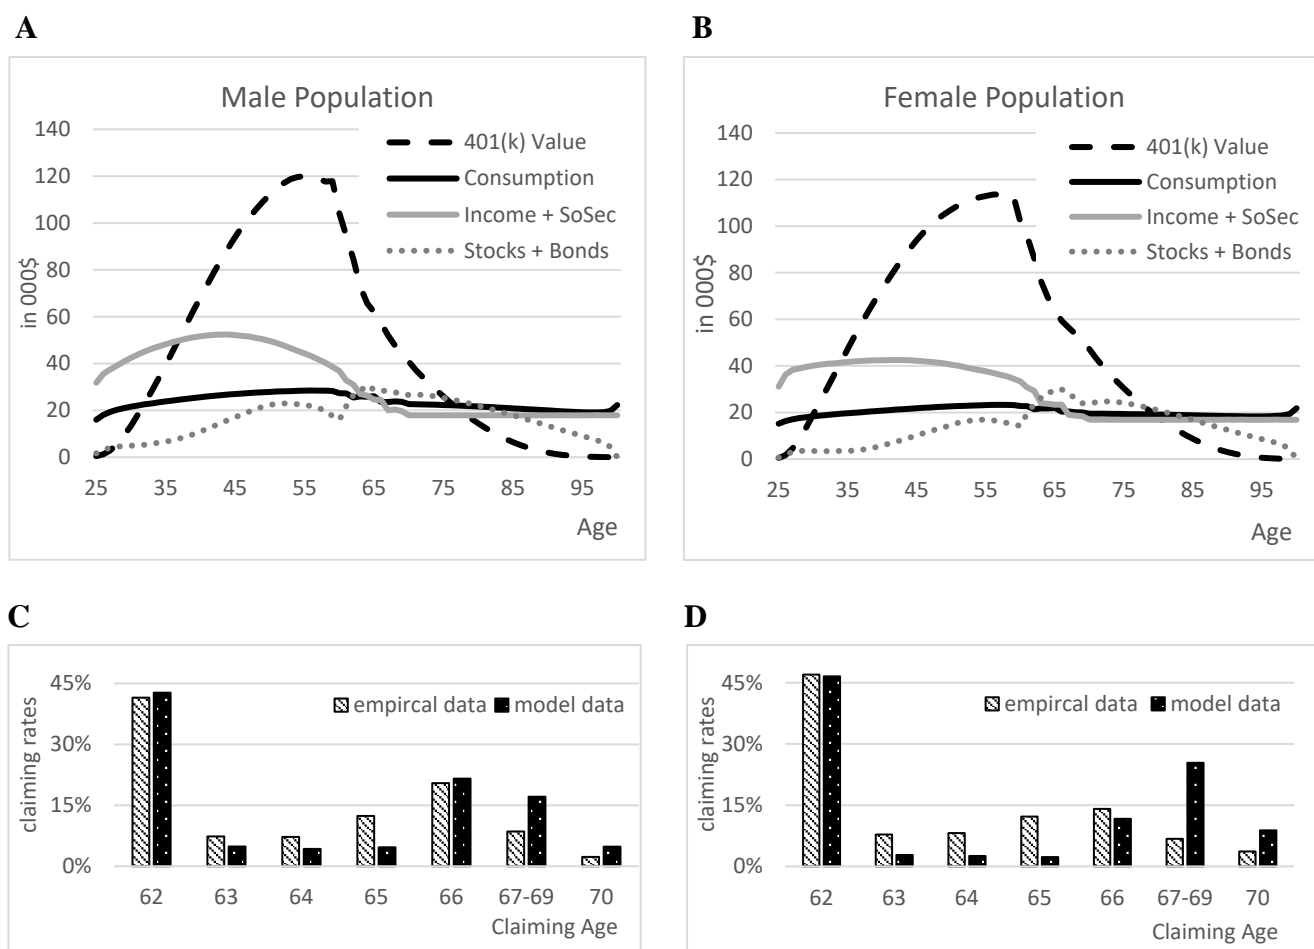 A
Male Population
in 000$
140
120
100
80
60
40
20
0
401(k) Value
Consumption
Income + SoSec
Stocks + Bonds
25 35 45 55 65 75 85 95
Age
B
Female Population
in 000$
140
120
100
80
60
40
20
0
401(k) Value
Consumption
Income + SoSec
Stocks + Bonds
25 35 45 55 65 75 85 95
Age
C
claiming rates
45%
30%
15%
0%
empircal data model data
62 63 64 65 66 67-69 70
Claiming Age
D
claiming rates
45%
30%
15%
0%
empircal data model data
62 63 64 65 66 67-69 70
Claiming Age